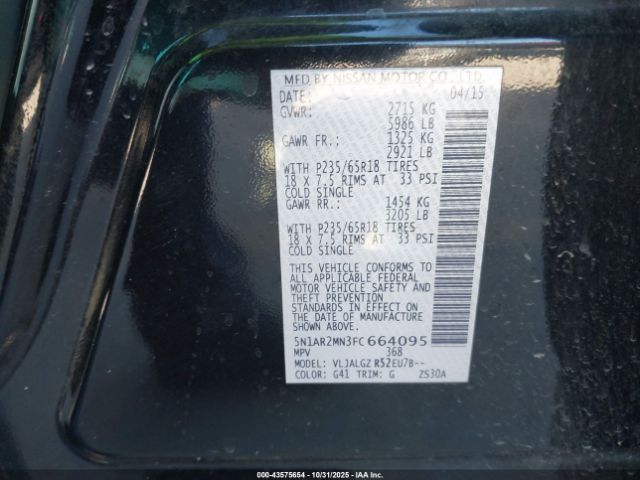 MFD BY NISSAN MOTOR CO., LTD.
DATE: 04/15
GVWR: 2715 KG
5986 LB
GAWR FR.: 1325 KG
2921 LB
WITH P235/65R18 TIRES
18 X 7.5 RIMS AT 33 PSI
COLD SINGLE
GAWR RR.: 1454 KG
3205 LB
WITH P235/65R18 TIRES
18 X 7.5 RIMS AT 33 PSI
COLD SINGLE
THIS VEHICLE CONFORMS TO
ALL APPLICABLE FEDERAL
MOTOR VEHICLE SAFETY AND
THEFT PREVENTION
STANDARDS IN EFFECT ON
THE DATE OF MANUFACTURE
SHOWN ABOVE.
5N1AR2MN3FC664095
MPV 368
MODEL: VLJALGZ R52EU7B--
COLOR: G41 TRIM: G ZS30A
000-43575654 - 10/31/2025 - IAAI.COM